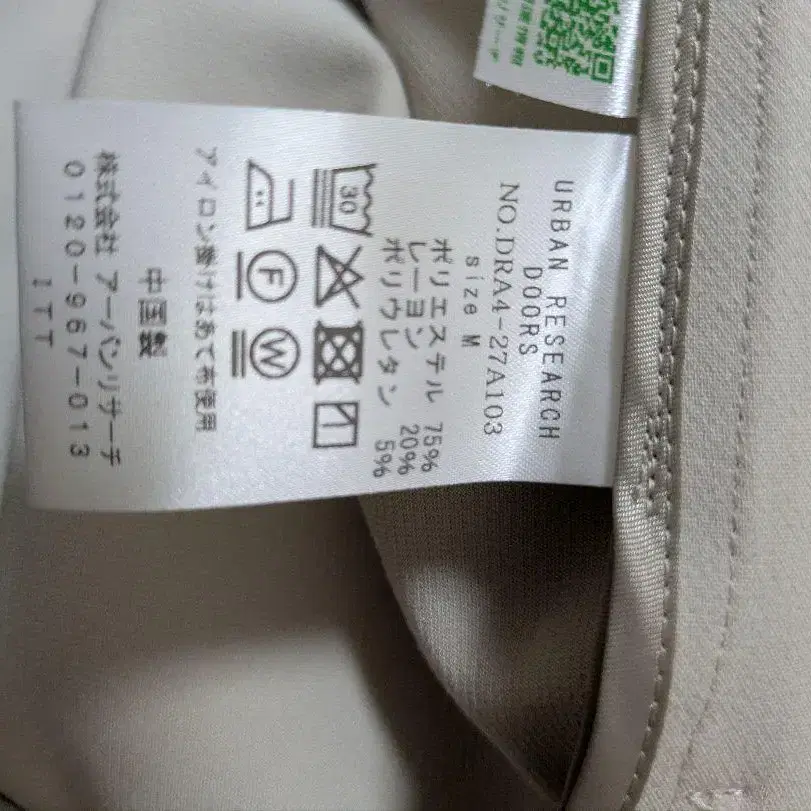 URBAN RESEARCH
DOORS
NO.DRA4-27A103
size M
ポリエステル 75%
レーヨン 20%
ポリウレタン 5%
30
F
W
アイロン掛けはあて布使用
中国製
株式会社 アーバンリサーチ
0120-967-013
ITT